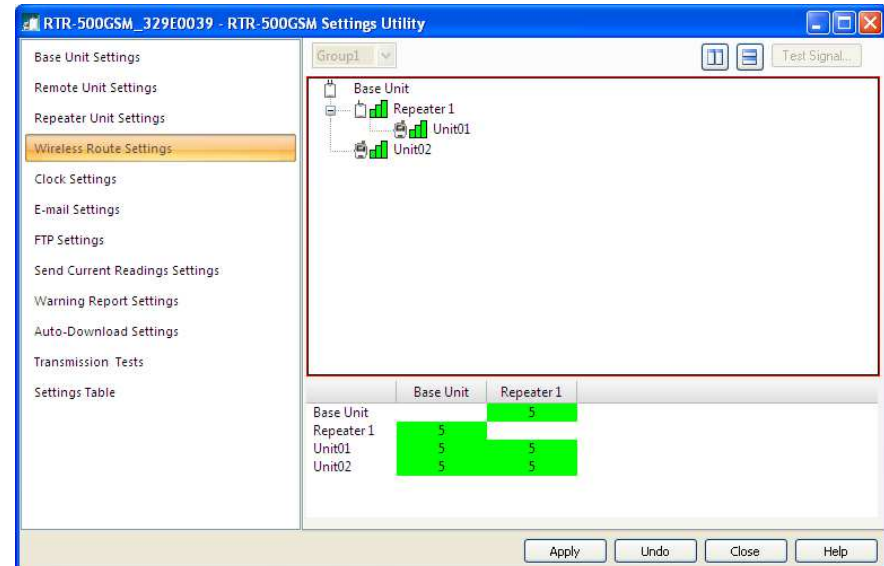 RTR-500GSM_329E0039 - RTR-500GSM Settings Utility
Base Unit Settings
Remote Unit Settings
Repeater Unit Settings
Wireless Route Settings
Clock Settings
E-mail Settings
FTP Settings
Send Current Readings Settings
Warning Report Settings
Auto-Download Settings
Transmission Tests
Settings Table
Group1
Test Signal...
Base Unit
Repeater 1
Unit01
Unit02
Base Unit Repeater 1
Base Unit 5
Repeater 1 5
Unit01 5 5
Unit02 5 5
Apply Undo Close Help